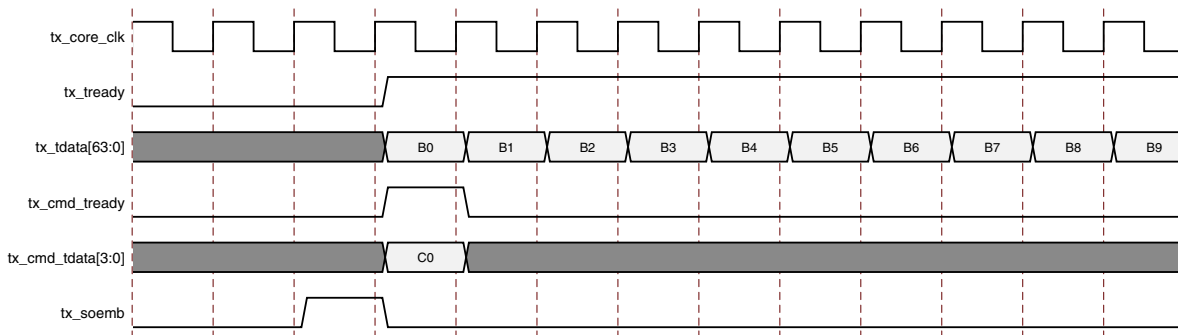 tx_core_clk
tx_tready
tx_tdata[63:0] B0 B1 B2 B3 B4 B5 B6 B7 B8 B9
tx_cmd_tready
tx_cmd_tdata[3:0] C0
tx_soemb